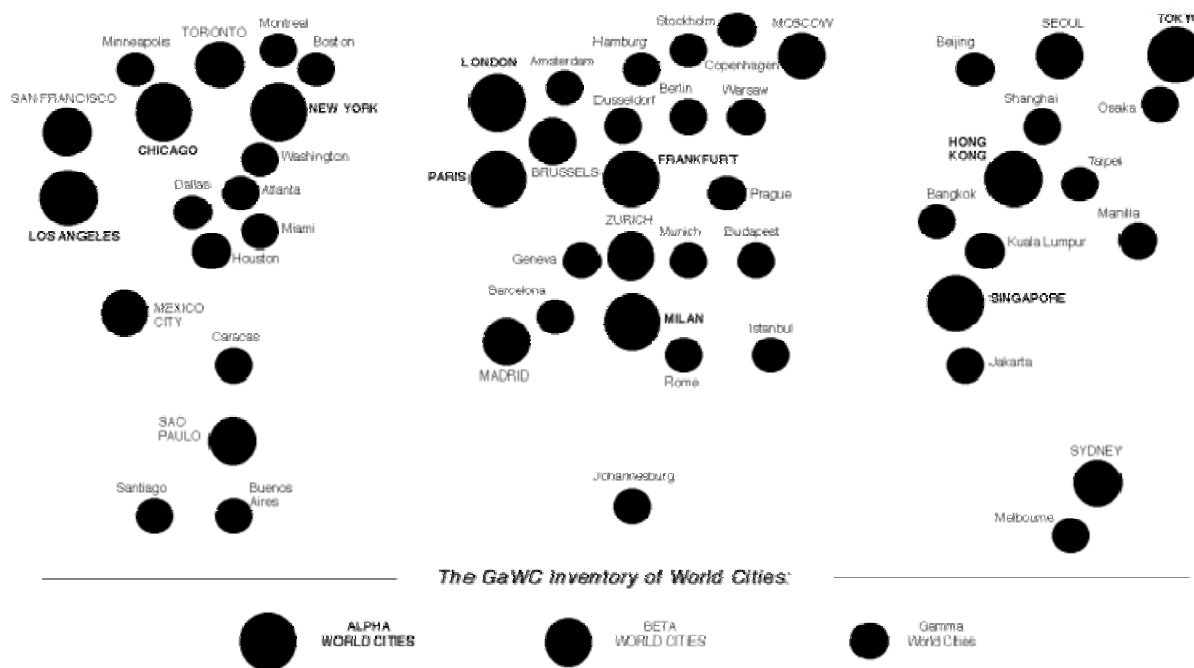 Minneapolis
TORONTO
Montreal
Boston
SAN FRANCISCO
CHICAGO
NEW YORK
Washington
Dallas
Atlanta
LOS ANGELES
Miami
Houston
MEXICO
CITY
Caracas
SAO
PAULO
Santiago
Buenos
Aires
Stockholm
MOSCOW
Hamburg
Copenhagen
LONDON
Amsterdam
Dusseldorf
Berlin
Warsaw
PARIS
BRUSSELS
FRANKFURT
Prague
ZURICH
Geneva
Munich
Budapest
Barcelona
MILAN
MADRID
Rome
Istanbul
Johannesburg
Beijing
SEOUL
TOKY
Shanghai
Osaka
HONG
KONG
Taipei
Bangkok
Manilla
Kuala Lumpur
SINGAPORE
Jakarta
SYDNEY
Melbourne
The GaWC Inventory of World Cities:
ALPHA
WORLD CITIES
BETA
WORLD CITIES
Gamma
World Cities